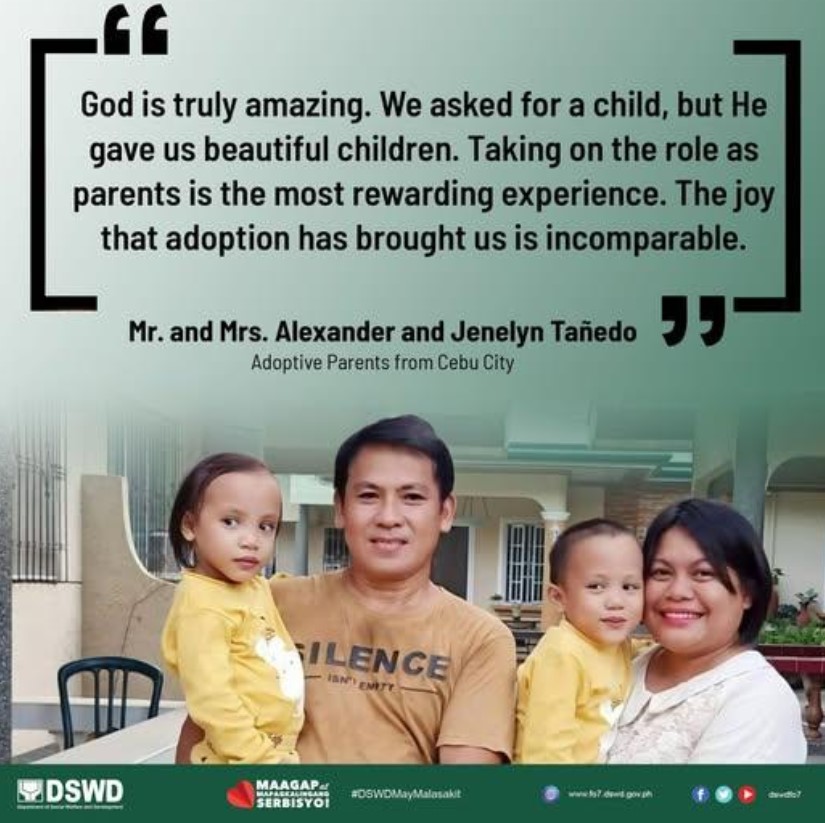 God is truly amazing. We asked for a child, but He
gave us beautiful children. Taking on the role as
parents is the most rewarding experience. The joy
that adoption has brought us is incomparable.
Mr. and Mrs. Alexander and Jenelyn Tañedo
Adoptive Parents from Cebu City
SILENCE
ISN'T EMPTY
DSWD
Department of Social Welfare and Development
MAAGAP at
MAPAGKALINGANG
SERBISYO!
#DSWDMayMalasakit
www.fo7.dswd.gov.ph
dswdfo7